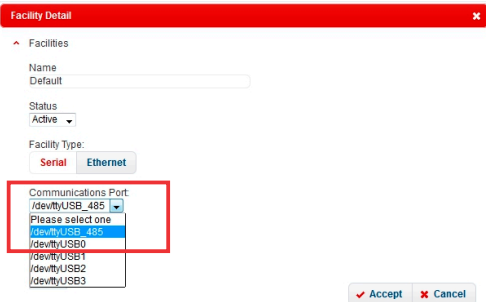 Facility Detail
Facilities
Name
Default
Status
Active
Facility Type:
Serial Ethernet
Communications Port:
/dev/ttyUSB_485
Please select one
/dev/ttyUSB_485
/dev/ttyUSB0
/dev/ttyUSB1
/dev/ttyUSB2
/dev/ttyUSB3
Accept Cancel